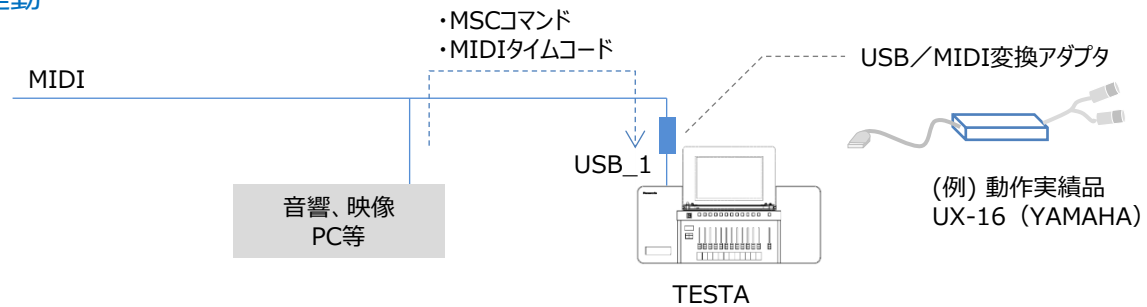 ・MSCコマンド
・MIDIタイムコード
USB／MIDI変換アダプタ
MIDI
USB_1
音響、映像
PC等
(例) 動作実績品
UX-16（YAMAHA）
TESTA